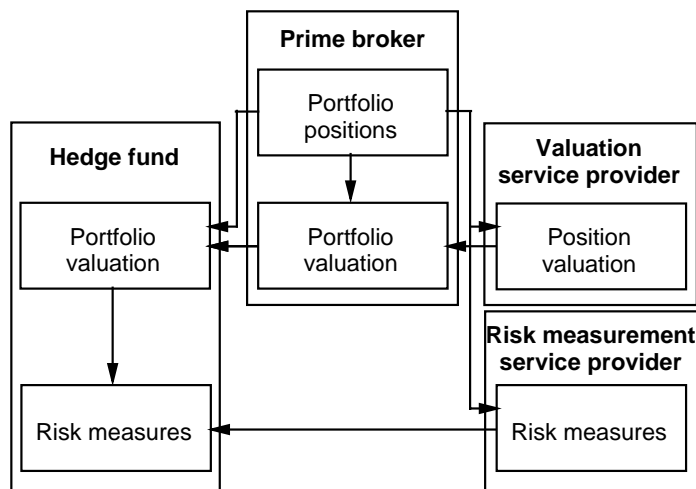 Prime broker
Portfolio
positions
Portfolio
valuation
Hedge fund
Portfolio
valuation
Risk measures
Valuation
service provider
Position
valuation
Risk measurement
service provider
Risk measures